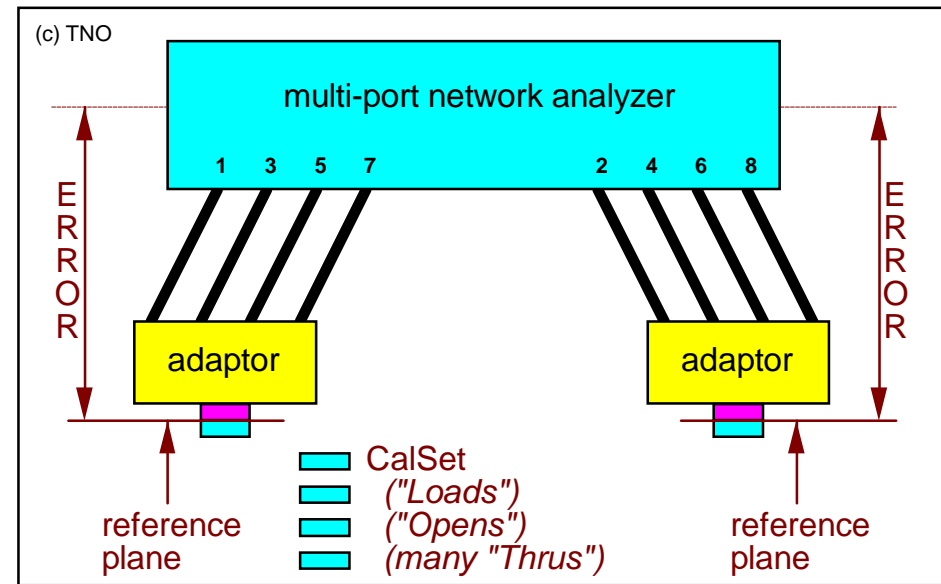 (c) TNO
multi-port network analyzer
1 3 5 7 2 4 6 8
ERROR
ERROR
adaptor
adaptor
CalSet
("Loads")
("Opens")
(many "Thrus")
reference
plane
reference
plane